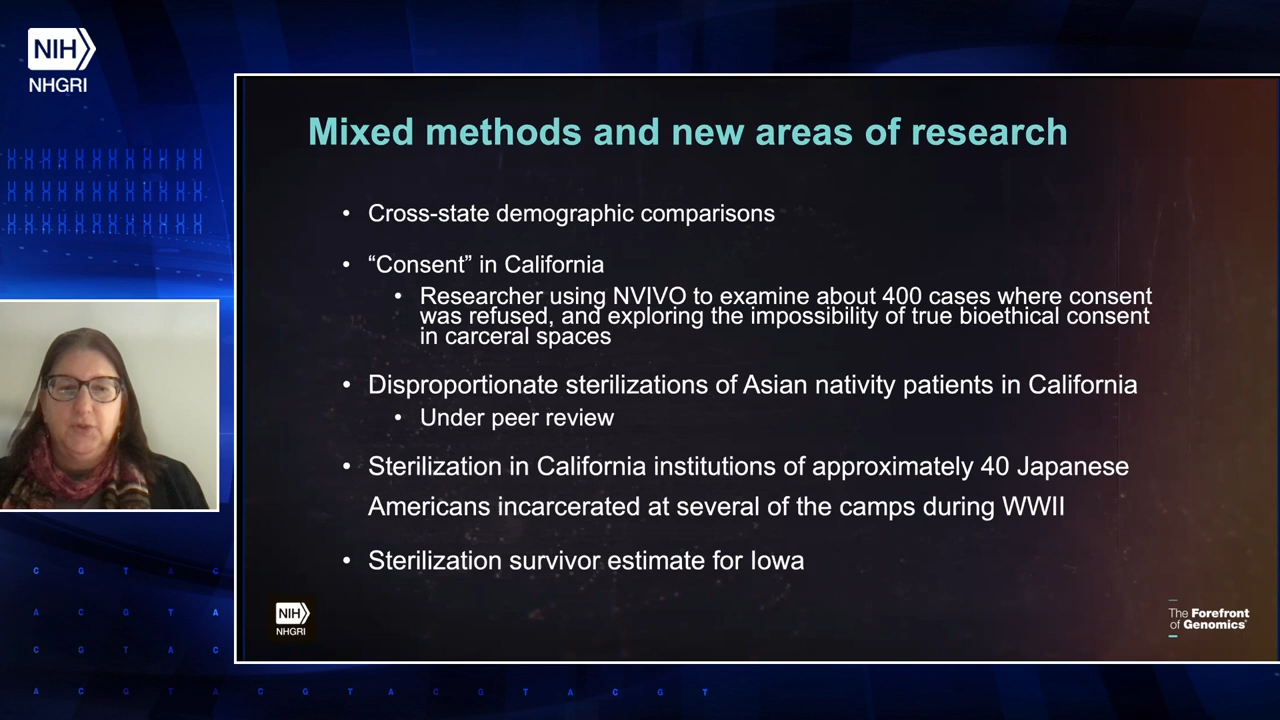 NIH
NHGRI
Mixed methods and new areas of research
• Cross-state demographic comparisons
• “Consent” in California
• Researcher using NVIVO to examine about 400 cases where consent
was refused, and exploring the impossibility of true bioethical consent
in carceral spaces
• Disproportionate sterilizations of Asian nativity patients in California
• Under peer review
• Sterilization in California institutions of approximately 40 Japanese
Americans incarcerated at several of the camps during WWII
• Sterilization survivor estimate for Iowa
NIH
NHGRI
The Forefront
of Genomics®
C G T A C
A C G T A
C G T A C
A C G T A C G T A C G T A C G T